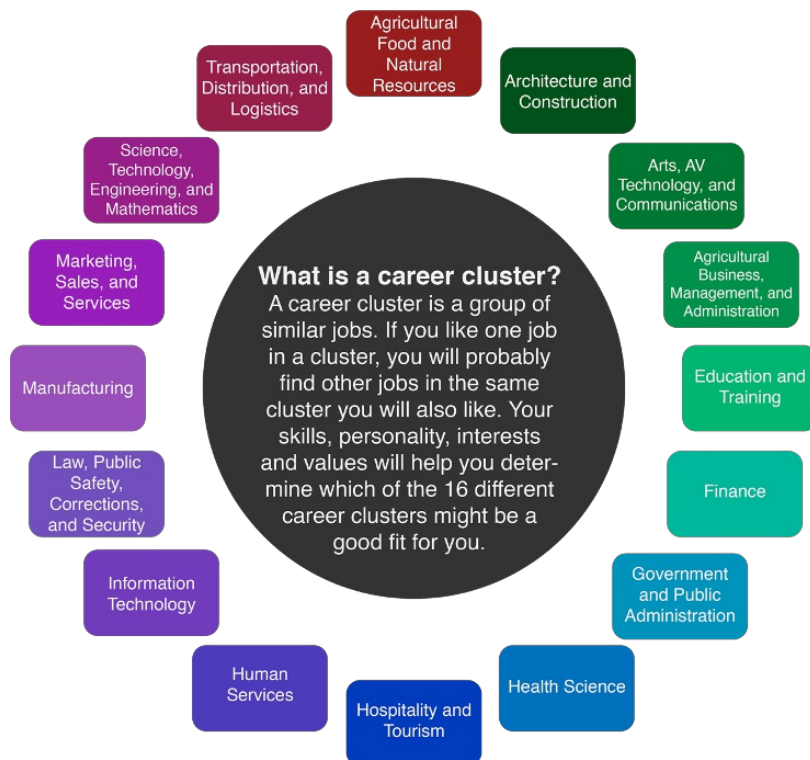 Agricultural
Food and
Natural
Resources
Architecture and
Construction
Arts, AV
Technology, and
Communications
Agricultural
Business,
Management, and
Administration
Education and
Training
Finance
Government
and Public
Administration
Health Science
Hospitality and
Tourism
Human
Services
Information
Technology
Law, Public
Safety,
Corrections,
and Security
Manufacturing
Marketing,
Sales, and
Services
Science,
Technology,
Engineering, and
Mathematics
Transportation,
Distribution, and
Logistics
What is a career cluster?
A career cluster is a group of
similar jobs. If you like one job
in a cluster, you will probably
find other jobs in the same
cluster you will also like. Your
skills, personality, interests
and values will help you deter-
mine which of the 16 different
career clusters might be a
good fit for you.